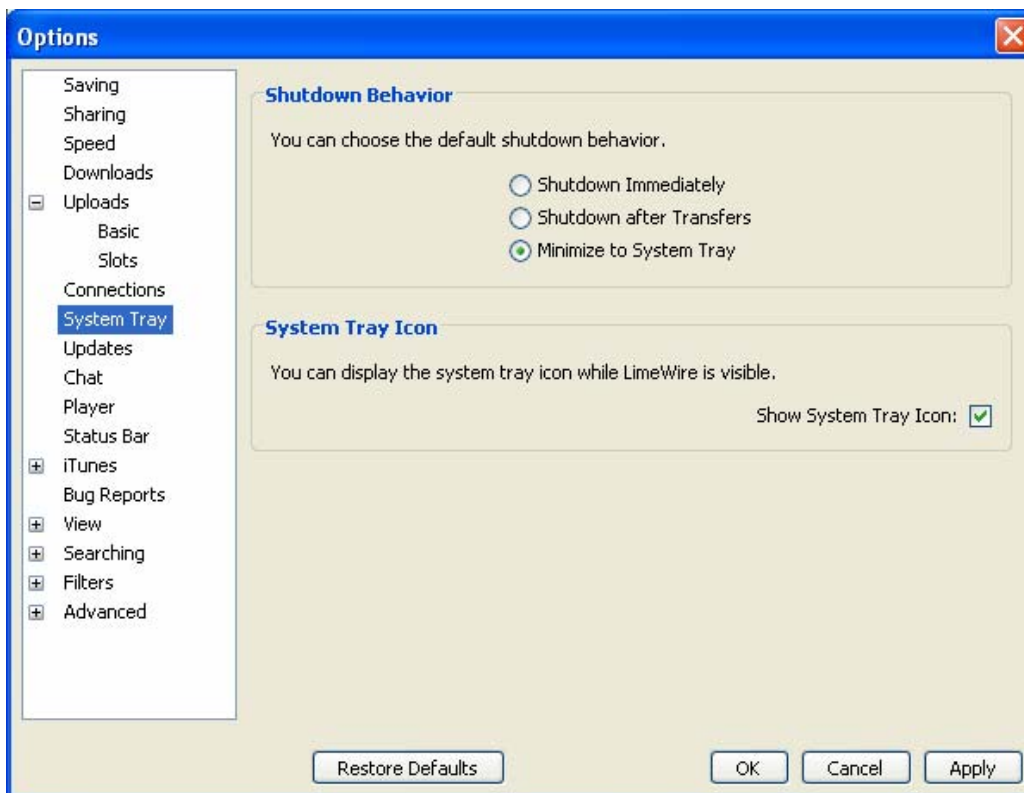 Options
Saving
Sharing
Speed
Downloads
Uploads
Basic
Slots
Connections
System Tray
Updates
Chat
Player
Status Bar
iTunes
Bug Reports
View
Searching
Filters
Advanced
Shutdown Behavior
You can choose the default shutdown behavior.
Shutdown Immediately
Shutdown after Transfers
Minimize to System Tray
System Tray Icon
You can display the system tray icon while LimeWire is visible.
Show System Tray Icon:
Restore Defaults
OK
Cancel
Apply